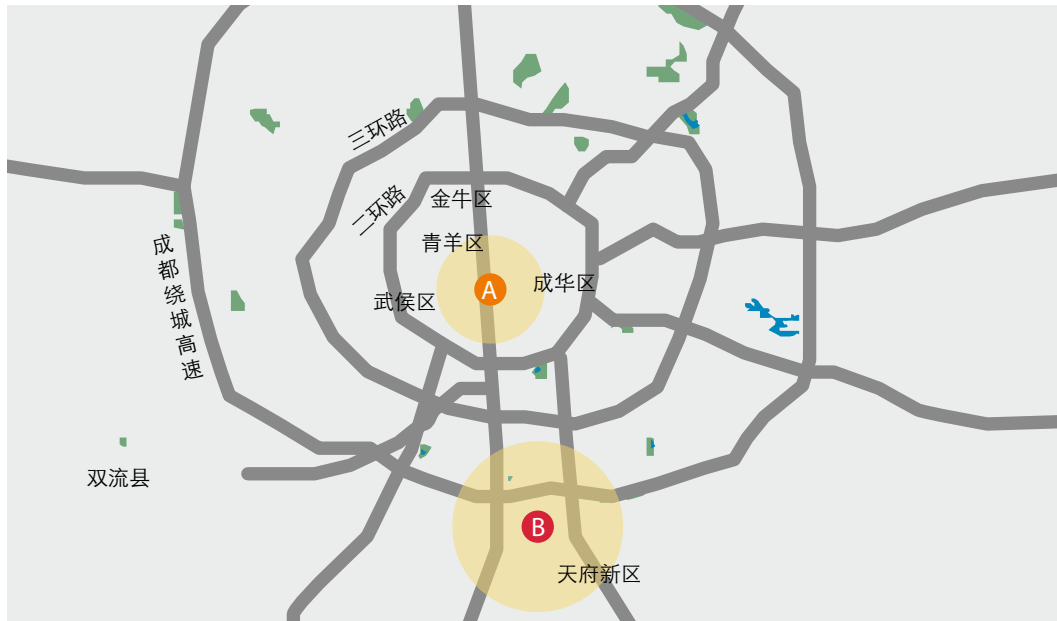 三环路
二环路
金牛区
青羊区
成都绕城高速
A
成华区
武侯区
双流县
B
天府新区